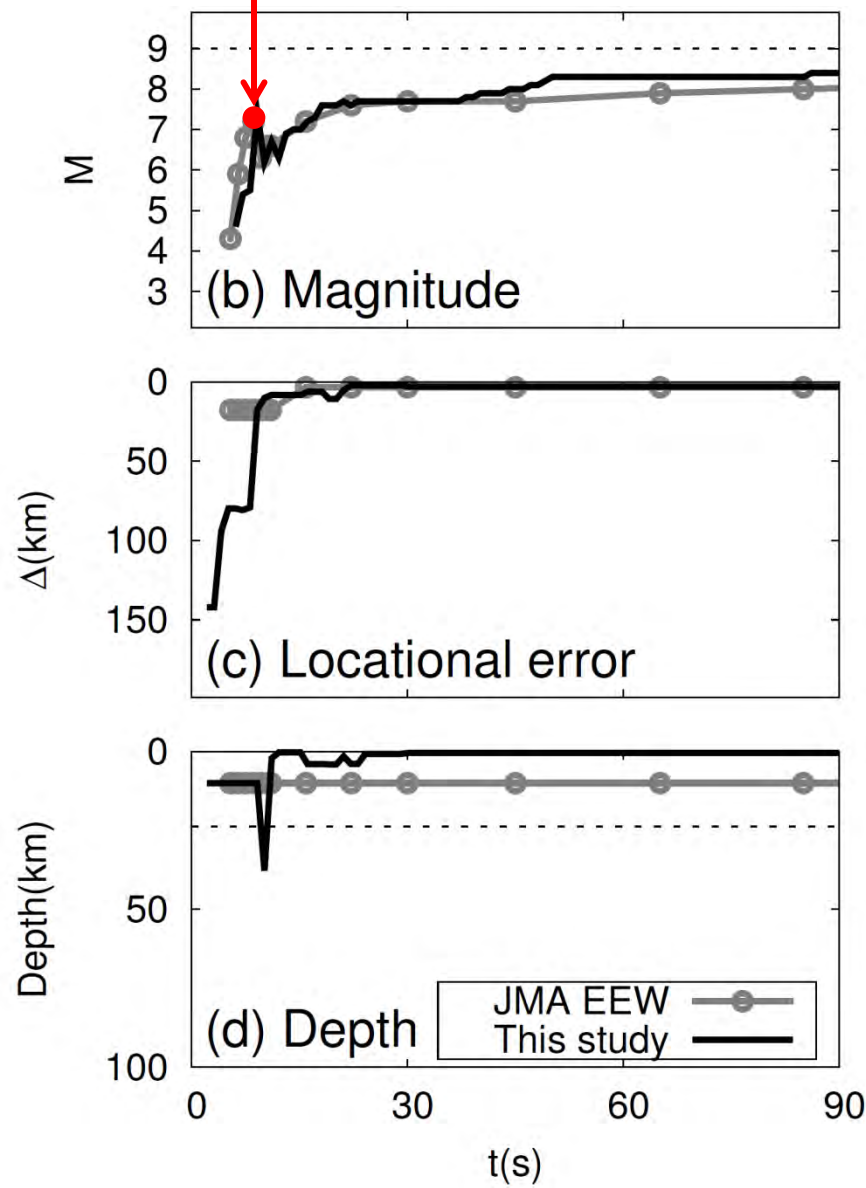 9
8
7
6
5
4
3
M
(b) Magnitude
0
50
100
150
Δ(km)
(c) Locational error
0
50
100
Depth(km)
(d) Depth
JMA EEW
This study
0 30 60 90
t(s)